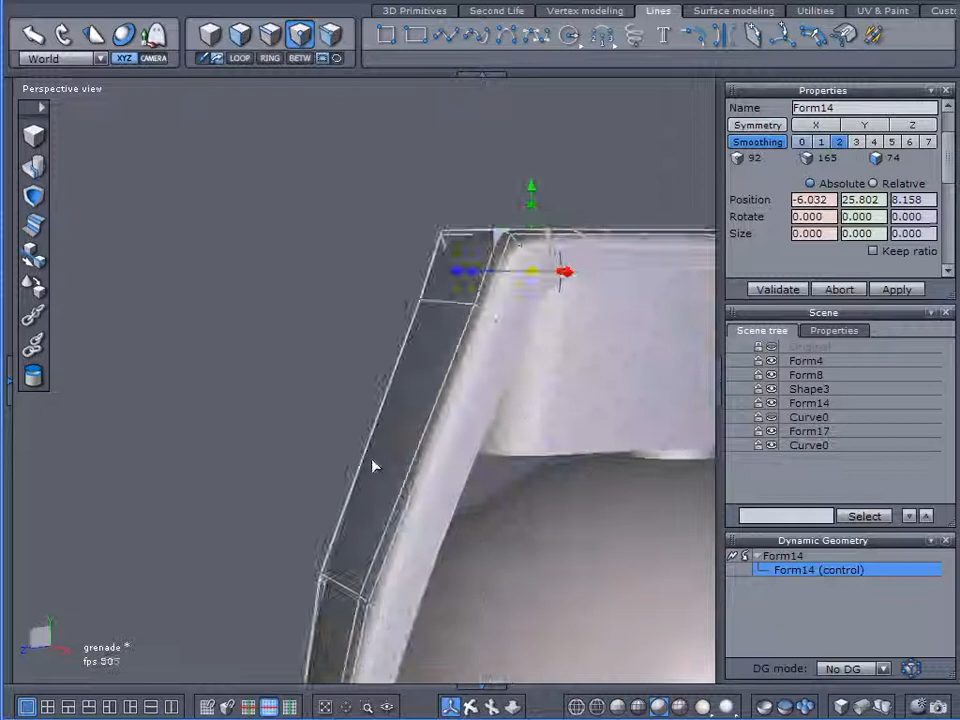 3D Primitives Second Life Vertex modeling Lines Surface modeling Utilities UV & Paint Cust
World XYZ CAMERA LOOP RING BETW
Perspective view
Properties
Name Form14
Symmetry X Y Z
Smoothing 0 1 2 3 4 5 6 7
92 165 74
Absolute Relative
Position -6.032 25.802 8.158
Rotate 0.000 0.000 0.000
Size 0.000 0.000 0.000
Keep ratio
Validate Abort Apply
Scene
Scene tree Properties
Original
Form4
Form8
Shape3
Form14
Curve0
Form17
Curve0
Select
Dynamic Geometry
Form14
Form14 (control)
DG mode: No DG
Y
Z X
grenade *
fps 505